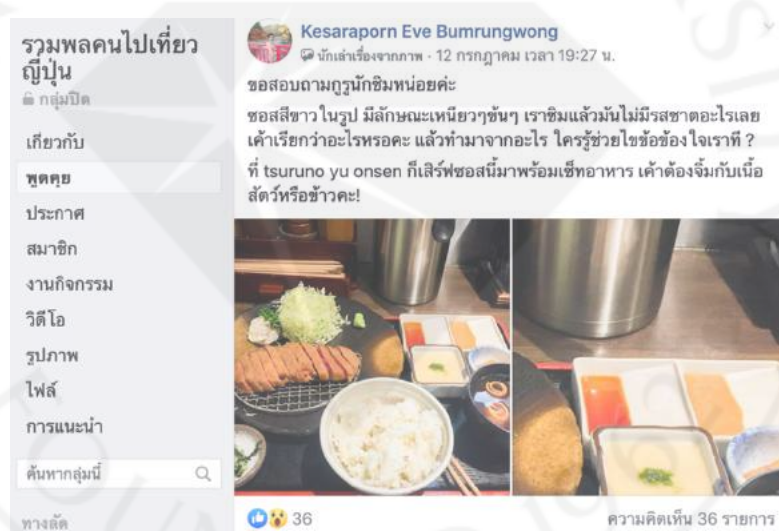 รวมพลคนไปเที่ยว
ญี่ปุ่น
กลุ่มปิด
เกี่ยวกับ
พูดคุย
ประกาศ
สมาชิก
งานกิจกรรม
วิดีโอ
รูปภาพ
ไฟล์
การแนะนำ
ค้นหากลุ่มนี้
ทางลัด
Kesaraporn Eve Bumrungwong
นักเล่าเรื่องจากภาพ · 12 กรกฎาคม เวลา 19:27 น.
ขอสอบถามกูรูนักชิมหน่อยค่ะ
ซอสสีขาวในรูป มีลักษณะเหนียวๆข้นๆ เราชิมแล้วมันไม่มีรสชาตอะไรเลย
เค้าเรียกว่าอะไรหรอคะ แล้วทำมาจากอะไร ใครรู้ช่วยไขข้อข้องใจเราที ?
ที่ tsuruno yu onsen ก็เสิร์ฟซอสนี้มาพร้อมเซ็ทอาหาร เค้าต้องจิ้มกับเนื้อ
สัตว์หรือข้าวคะ!
36
ความคิดเห็น 36 รายการ